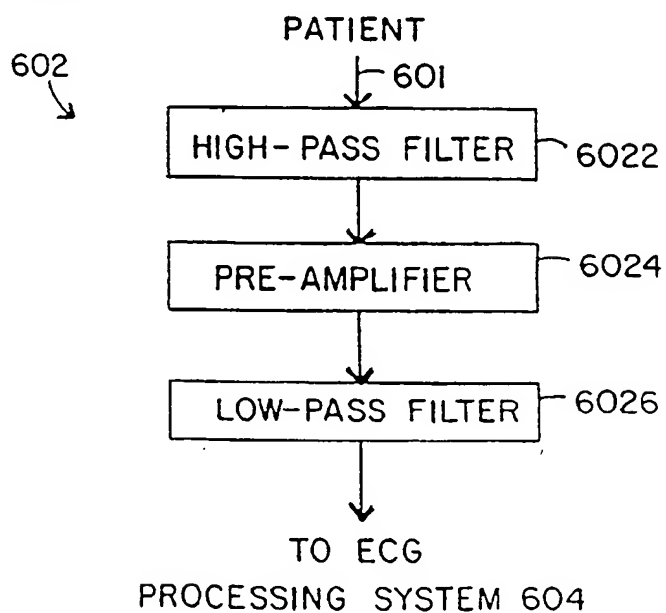 PATIENT
602
601
HIGH-PASS FILTER
6022
PRE-AMPLIFIER
6024
LOW-PASS FILTER
6026
TO ECG
PROCESSING SYSTEM 604